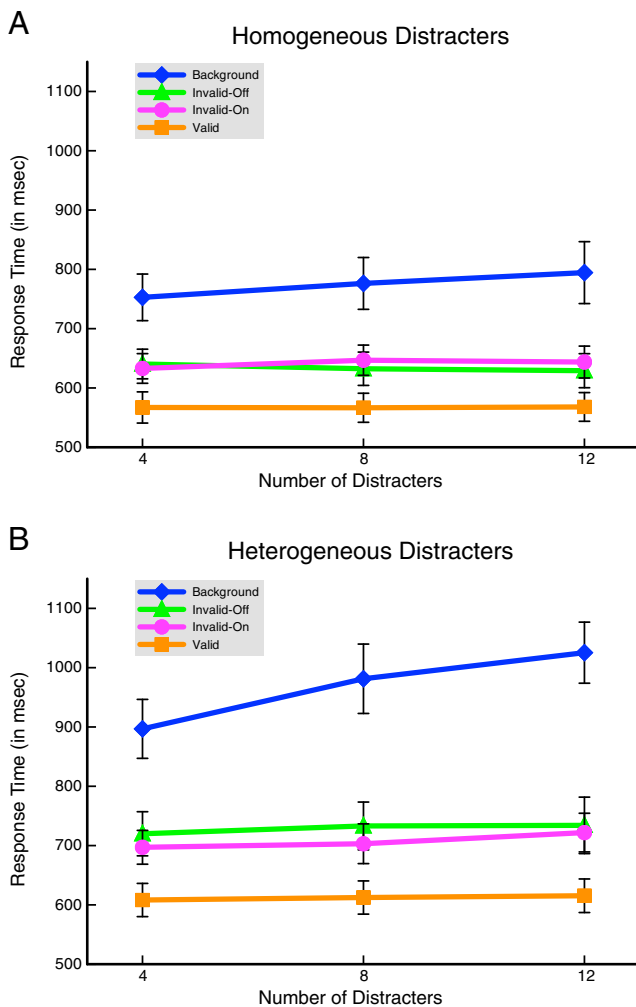 A
Homogeneous Distracters
Background
Invalid-Off
Invalid-On
Valid
Response Time (in msec)
1100
1000
900
800
700
600
500
4 8 12
Number of Distracters
B
Heterogeneous Distracters
Background
Invalid-Off
Invalid-On
Valid
Response Time (in msec)
1100
1000
900
800
700
600
500
4 8 12
Number of Distracters